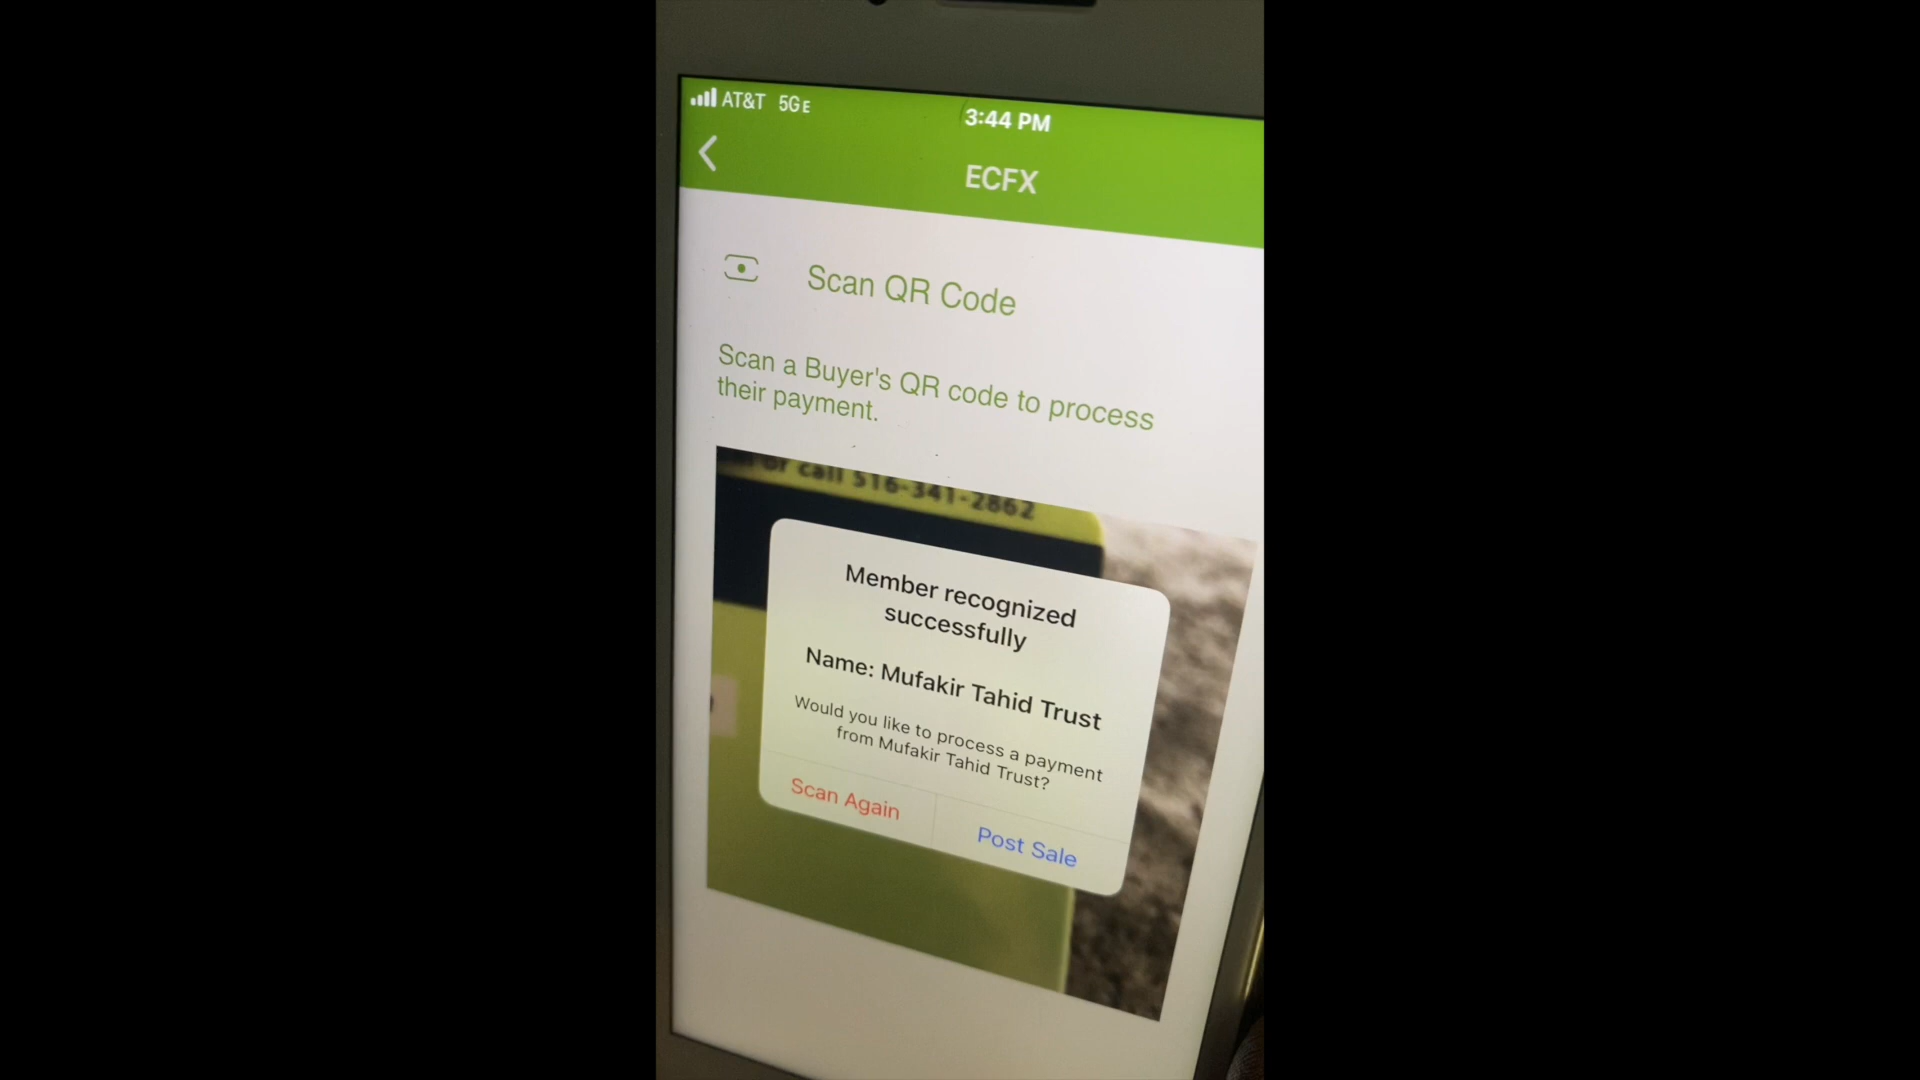 AT&T 5GE
3:44 PM
ECFX
Scan QR Code
Scan a Buyer's QR code to process
their payment.
or call 516-341-2862
Member recognized
successfully
Name: Mufakir Tahid Trust
Would you like to process a payment
from Mufakir Tahid Trust?
Scan Again
Post Sale